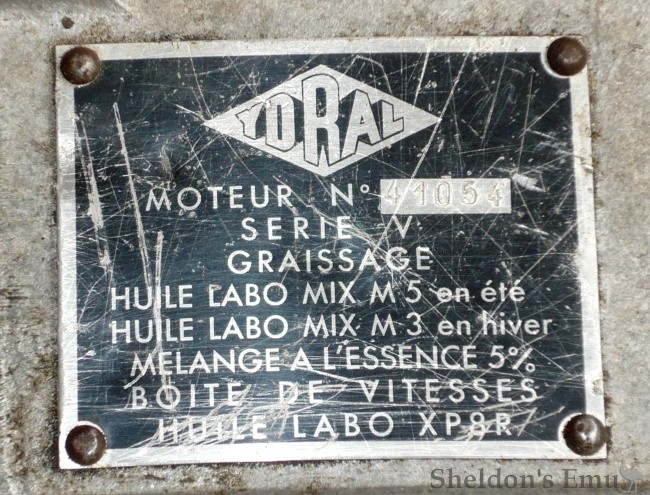 YDRAL
MOTEUR N° 41054
SERIE V
GRAISSAGE
HUILE LABO MIX M 5 en été
HUILE LABO MIX M 3 en hiver
MELANGE A L'ESSENCE 5%
BOITE DE VITESSES
HUILE LABO XP8R
Sheldon's Emu